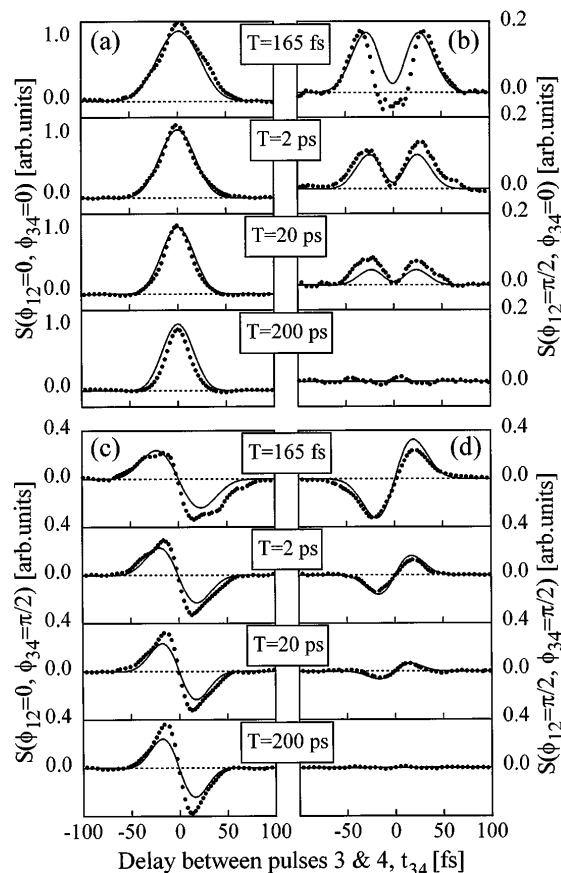 (a) (b)
T=165 fs
T=2 ps
T=20 ps
T=200 ps
1.0
0.0
1.0
0.0
1.0
0.0
1.0
0.0
S(ϕ12=0, ϕ34=0) [arb.units]
0.2
0.0
0.2
0.0
0.2
0.0
0.2
0.0
S(ϕ12=π/2, ϕ34=0) [arb.units]
(c) (d)
T=165 fs
T=2 ps
T=20 ps
T=200 ps
0.4
0.0
0.4
0.0
0.4
0.0
0.4
0.0
S(ϕ12=0, ϕ34=π/2) [arb.units]
0.4
0.0
0.4
0.0
0.4
0.0
0.4
0.0
S(ϕ12=π/2, ϕ34=π/2) [arb.units]
-100 -50 0 50 100 -50 0 50 100
Delay between pulses 3 & 4, t34 [fs]